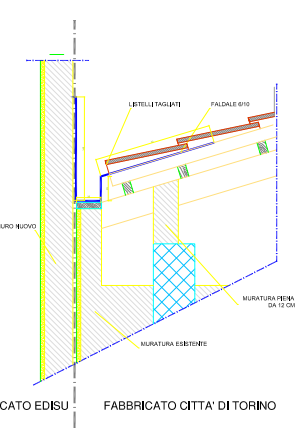 LISTELLI TAGLIATI
FALDALE 6/10
URO NUOVO
MURATURA PIENA
DA 12 CM
MURATURA ESISTENTE
CATO EDISU
FABBRICATO CITTA' DI TORINO